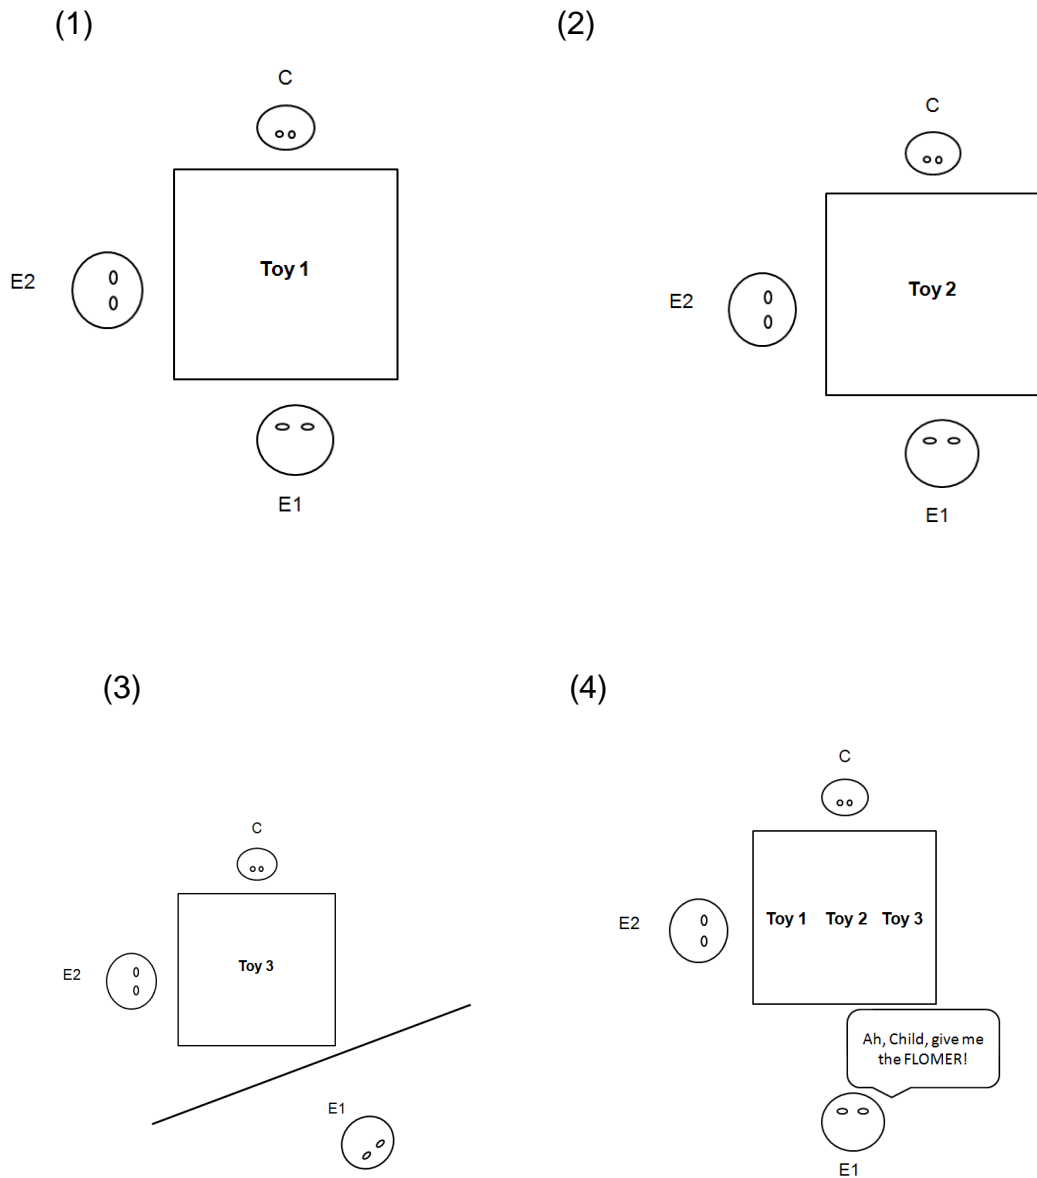 (1)
C
E2
Toy 1
E1
(2)
C
E2
Toy 2
E1
(3)
C
E2
Toy 3
E1
(4)
C
E2
Toy 1 Toy 2 Toy 3
Ah, Child, give me
the FLOMER!
E1